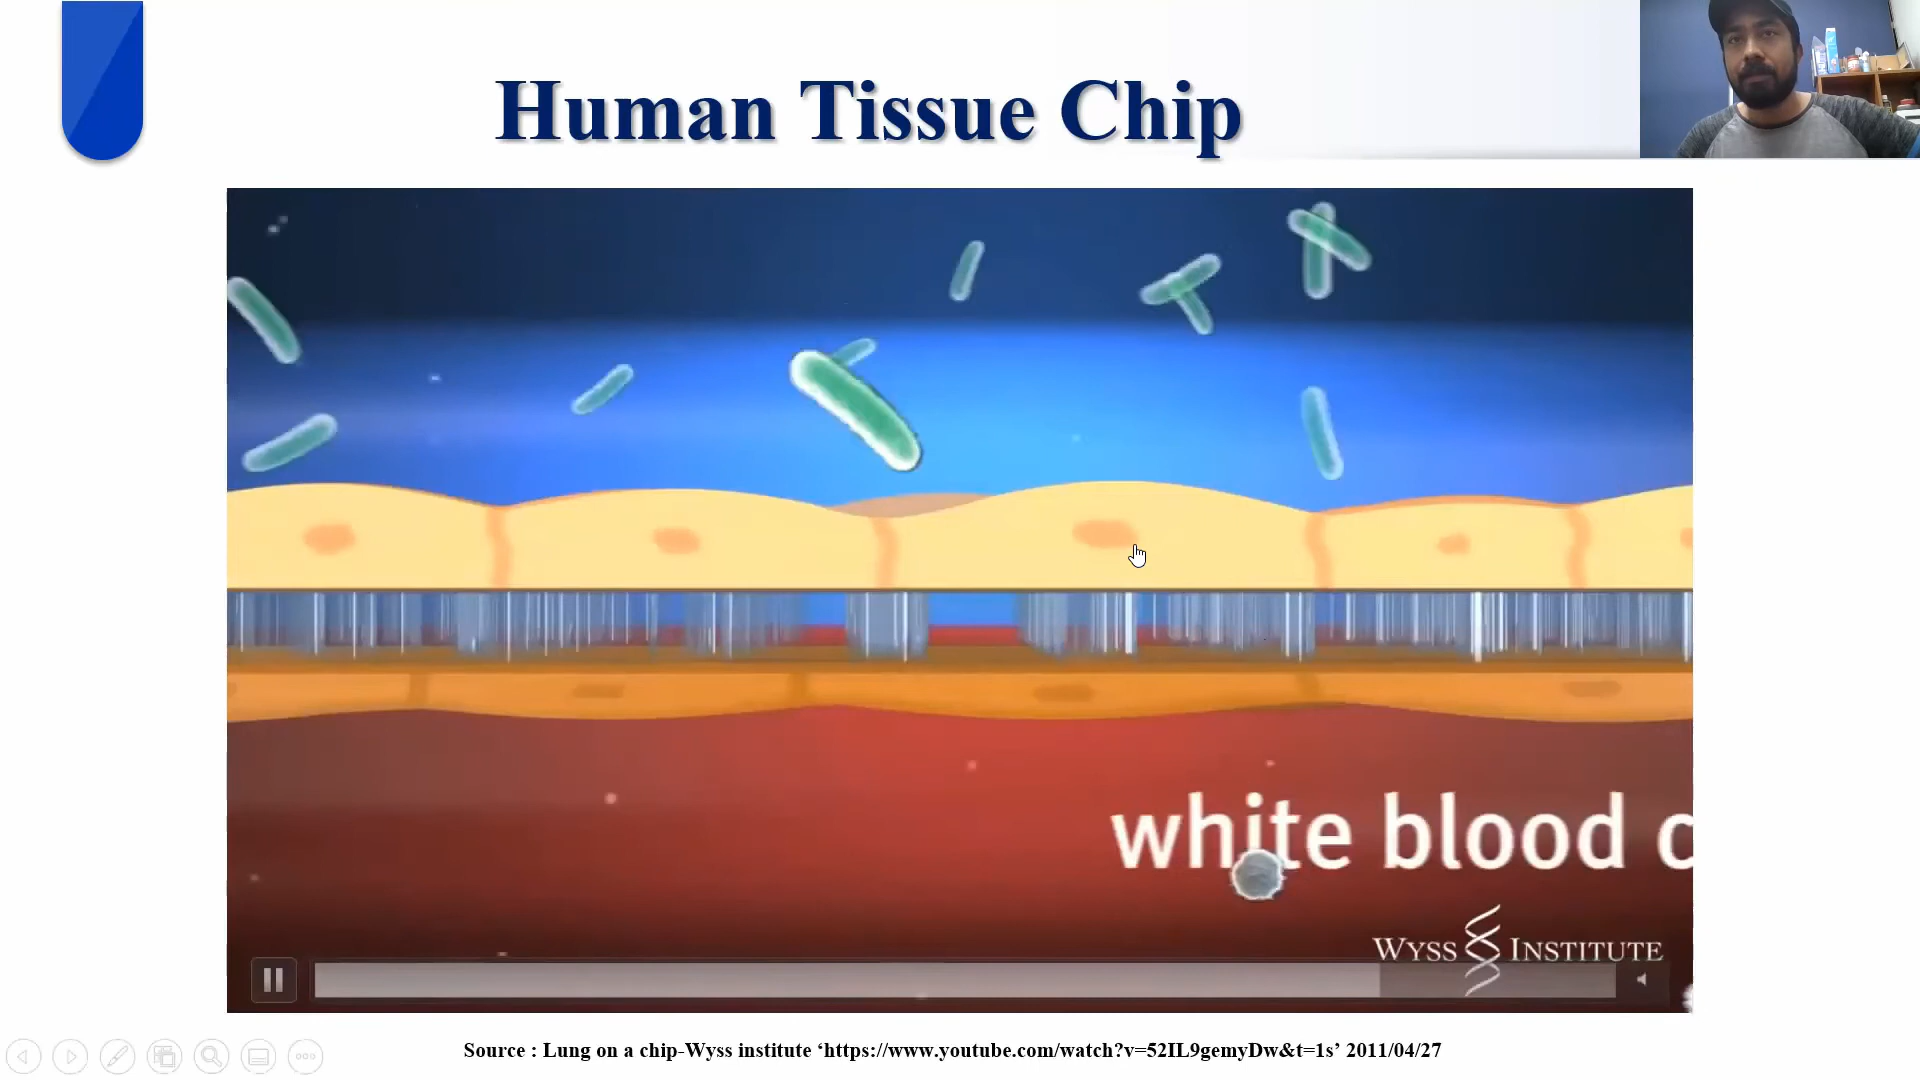 Human Tissue Chip
white blood c
WYSS INSTITUTE
Source : Lung on a chip-Wyss institute ‘https://www.youtube.com/watch?v=52IL9gemyDw&t=1s’ 2011/04/27